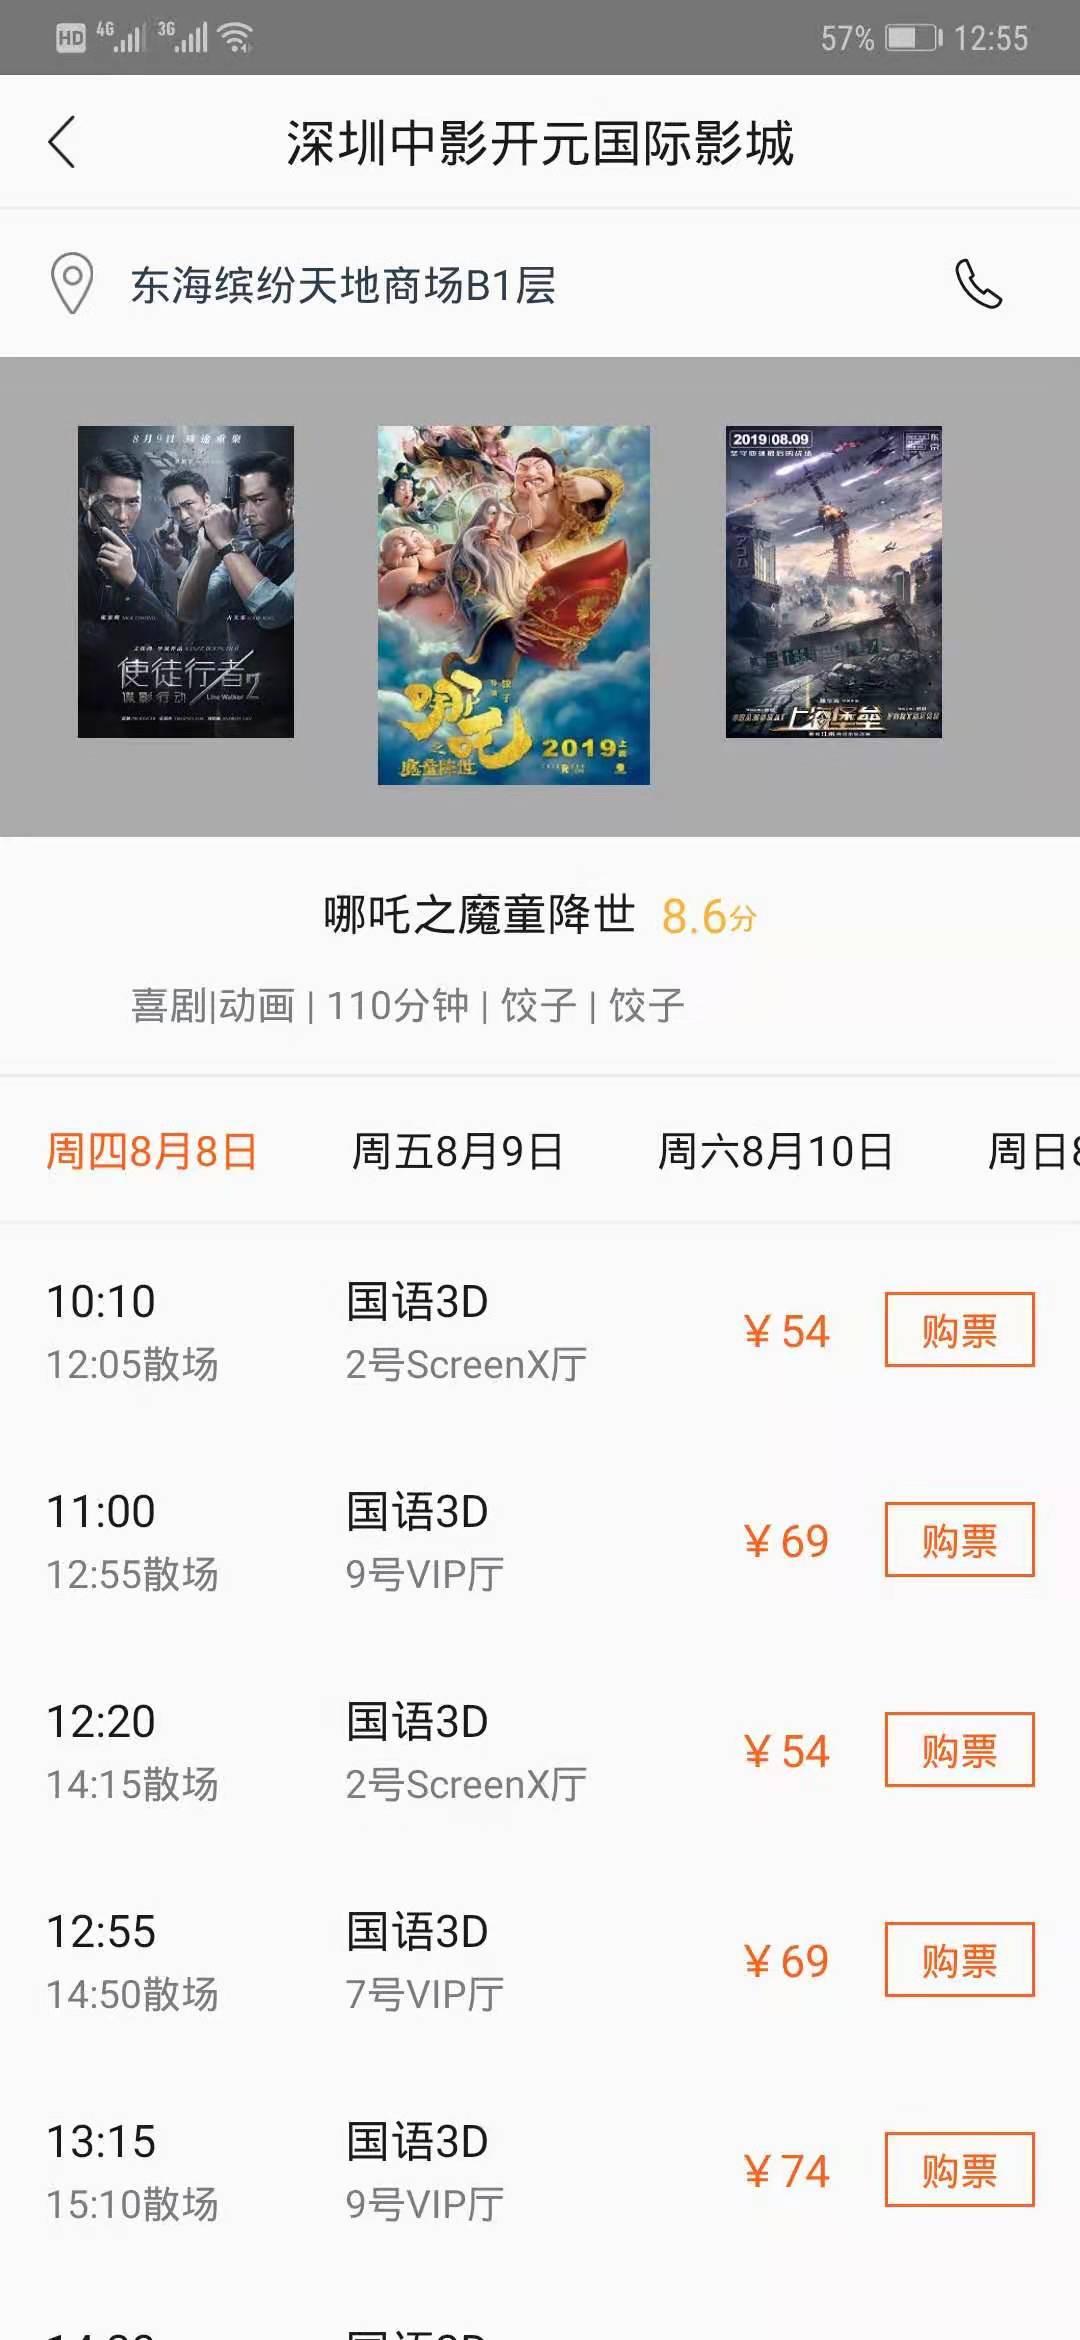 HD 4G 3G 57% 12:55
深圳中影开元国际影城
东海缤纷天地商场B1层
8月9日
使徒行者2
谍影行动
Line Walker 2
哪吒
之
魔童降世
2019
2019 08.09
上海堡垒
哪吒之魔童降世 8.6分
喜剧|动画 | 110分钟 | 饺子 | 饺子
周四8月8日 周五8月9日 周六8月10日 周日8
10:10 国语3D
12:05散场 2号ScreenX厅 ¥54 购票
11:00 国语3D
12:55散场 9号VIP厅 ¥69 购票
12:20 国语3D
14:15散场 2号ScreenX厅 ¥54 购票
12:55 国语3D
14:50散场 7号VIP厅 ¥69 购票
13:15 国语3D
15:10散场 9号VIP厅 ¥74 购票